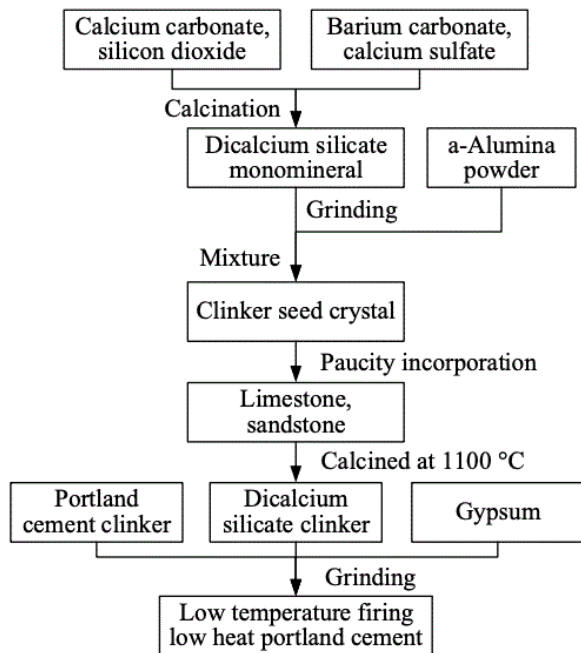 Calcium carbonate,
silicon dioxide
Barium carbonate,
calcium sulfate
Calcination
Dicalcium silicate
monomineral
a-Alumina
powder
Grinding
Mixture
Clinker seed crystal
Paucity incorporation
Limestone,
sandstone
Calcined at 1100 °C
Portland
cement clinker
Dicalcium
silicate clinker
Gypsum
Grinding
Low temperature firing
low heat portland cement